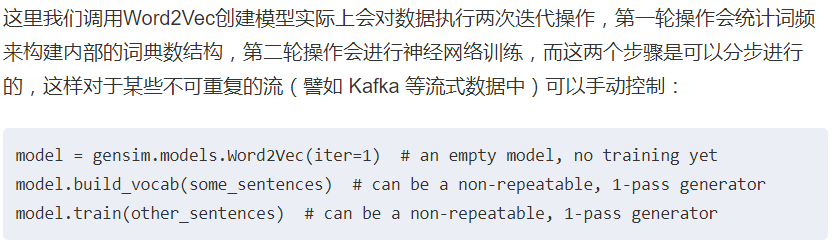 这里我们调用Word2Vec创建模型实际上会对数据执行两次迭代操作，第一轮操作会统计词频
来构建内部的词典数结构，第二轮操作会进行神经网络训练，而这两个步骤是可以分步进行
的，这样对于某些不可重复的流（譬如 Kafka 等流式数据中）可以手动控制：
model = gensim.models.Word2Vec(iter=1)  # an empty model, no training yet
model.build_vocab(some_sentences)  # can be a non-repeatable, 1-pass generator
model.train(other_sentences)  # can be a non-repeatable, 1-pass generator